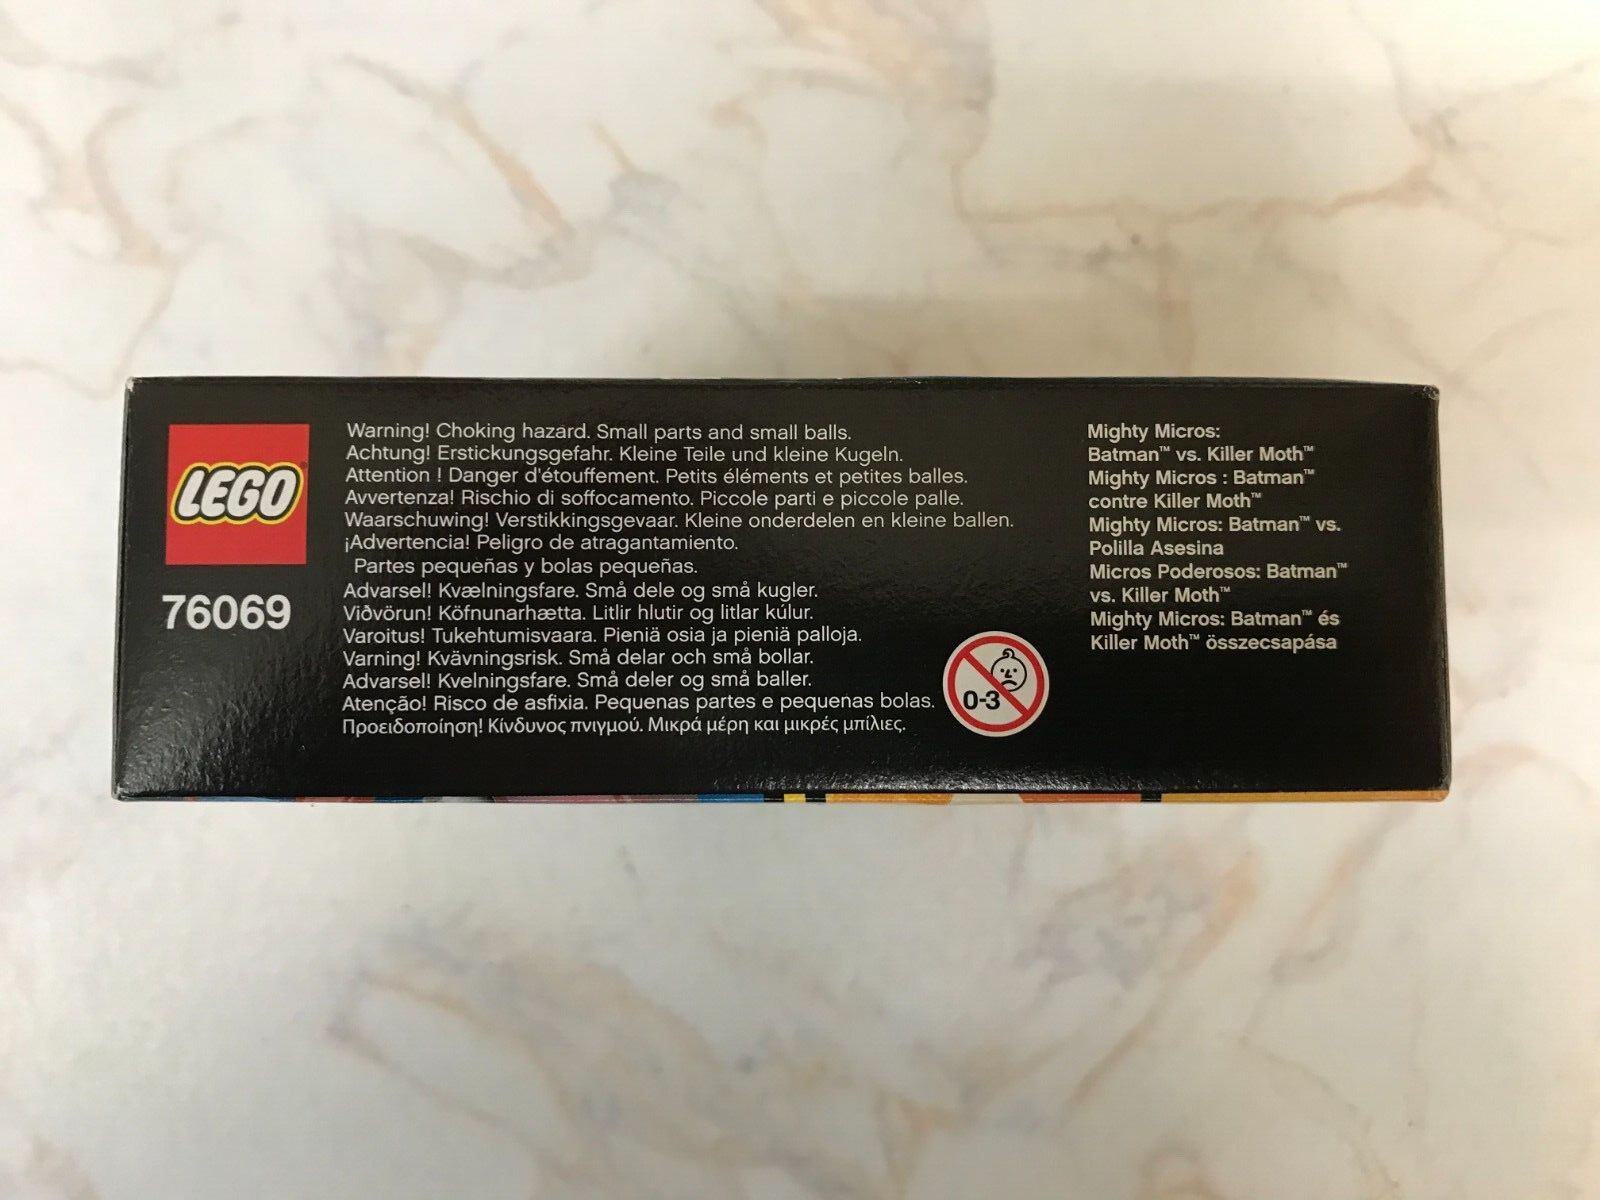 LEGO
76069
Warning! Choking hazard. Small parts and small balls.
Achtung! Erstickungsgefahr. Kleine Teile und kleine Kugeln.
Attention ! Danger d'étouffement. Petits éléments et petites balles.
Avvertenza! Rischio di soffocamento. Piccole parti e piccole palle.
Waarschuwing! Verstikkingsgevaar. Kleine onderdelen en kleine ballen.
¡Advertencia! Peligro de atragantamiento.
Partes pequeñas y bolas pequeñas.
Advarsel! Kvælningsfare. Små dele og små kugler.
Viðvörun! Köfnunarhætta. Litlir hlutir og litlar kúlur.
Varoitus! Tukehtumisvaara. Pieniä osia ja pieniä palloja.
Varning! Kvävningsrisk. Små delar och små bollar.
Advarsel! Kvelningsfare. Små deler og små baller.
Atenção! Risco de asfixia. Pequenas partes e pequenas bolas.
Προειδοποίηση! Κίνδυνος πνιγμού. Μικρά μέρη και μικρές μπίλιες.
0-3
Mighty Micros:
Batman™ vs. Killer Moth™
Mighty Micros : Batman™
contre Killer Moth™
Mighty Micros: Batman™ vs.
Polilla Asesina
Micros Poderosos: Batman™
vs. Killer Moth™
Mighty Micros: Batman™ és
Killer Moth™ összecsapása